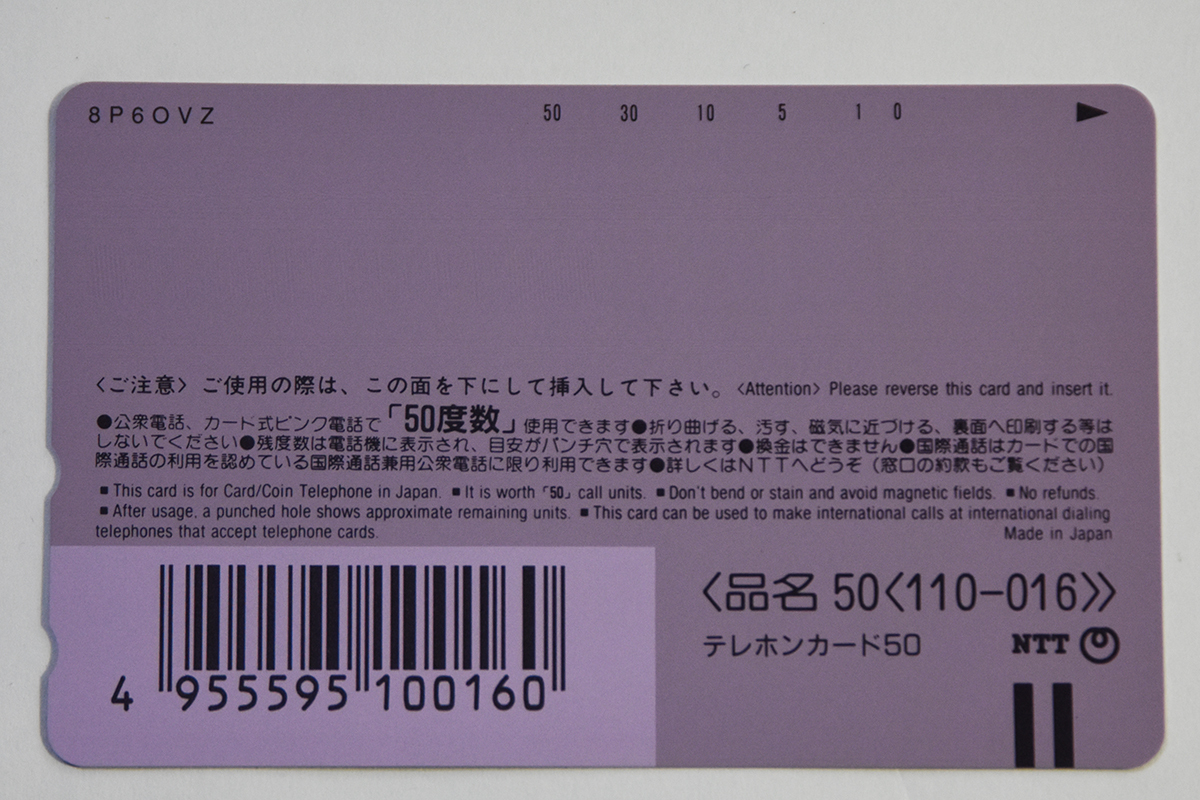 8P6OVZ 50 30 10 5 1 0 ▶
〈ご注意〉ご使用の際は、この面を下にして挿入して下さい。〈Attention〉Please reverse this card and insert it.
●公衆電話、カード式ピンク電話で「50度数」使用できます●折り曲げる、汚す、磁気に近づける、裏面へ印刷する等は
しないでください●残度数は電話機に表示され、目安がパンチ穴で表示されます●換金はできません●国際通話はカードでの国
際通話の利用を認めている国際通話兼用公衆電話に限り利用できます●詳しくはNTTへどうぞ（窓口の約款もご覧ください）
■This card is for Card/Coin Telephone in Japan. ■It is worth「50」call units. ■Don't bend or stain and avoid magnetic fields. ■No refunds.
■After usage, a punched hole shows approximate remaining units. ■This card can be used to make international calls at international dialing
telephones that accept telephone cards. Made in Japan
〈品名 50〈110−016〉〉
テレホンカード50 NTT
4 955595 100160